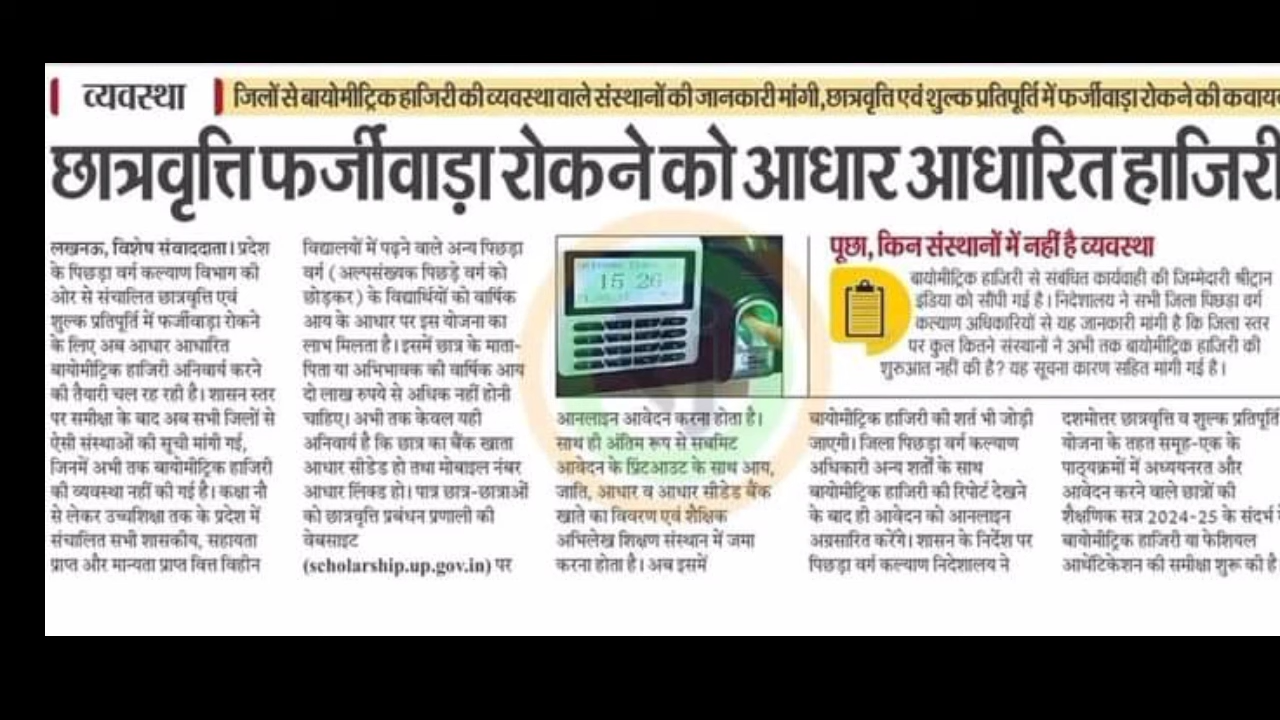 व्यवस्था
जिलों से बायोमीट्रिक हाजिरी की व्यवस्था वाले संस्थानों की जानकारी मांगी, छात्रवृत्ति एवं शुल्क प्रतिपूर्ति में फर्जीवाड़ा रोकने की
छात्रवृत्ति फर्जीवाड़ा रोकने को आधार आधारित हाजिरी
लखनऊ, विशेष संवाददाता। प्रदेश
के पिछड़ा वर्ग कल्याण विभाग की
ओर से संचालित छात्रवृत्ति एवं
शुल्क प्रतिपूर्ति में फर्जीवाड़ा रोकने
के लिए अब आधार आधारित
बायोमीट्रिक हाजिरी अनिवार्य करने
की तैयारी चल रह रही है। शासन स्तर
पर समीक्षा के बाद अब सभी जिलों से
ऐसी संस्थाओं की सूची मांगी गई,
जिनमें अभी तक बायोमीट्रिक हाजिरी
की व्यवस्था नहीं की गई है। कक्षा नौ
से लेकर उच्चशिक्षा तक के प्रदेश में
संचालित सभी शासकीय, सहायता
प्राप्त और मान्यता प्राप्त वित्त विहीन
विद्यालयों में पढ़ने वाले अन्य पिछड़ा
वर्ग ( अल्पसंख्यक पिछड़े वर्ग को
छोड़कर ) के विद्यार्थियों को वार्षिक
आय के आधार पर इस योजना का
लाभ मिलता है। इसमें छात्र के माता-
पिता या अभिभावक की वार्षिक आय
दो लाख रुपये से अधिक नहीं होनी
चाहिए। अभी तक केवल यही
अनिवार्य है कि छात्र का बैंक खाता
आधार सीडेड हो तथा मोबाइल नंबर
आधार लिंक्ड हो। पात्र छात्र-छात्राओं
को छात्रवृत्ति प्रबंधन प्रणाली की
वेबसाइट
(scholarship.up.gov.in) पर
15 26
आनलाइन आवेदन करना होता है।
साथ ही अंतिम रूप से सबमिट
आवेदन के प्रिंटआउट के साथ आय,
जाति, आधार व आधार सीडेड बैंक
खाते का विवरण एवं शैक्षिक
अभिलेख शिक्षण संस्थान में जमा
करना होता है। अब इसमें
पूछा, किन संस्थानों में नहीं है व्यवस्था
बायोमीट्रिक हाजिरी से संबंधित कार्यवाही की जिम्मेदारी श्रीट्रान
इंडिया को सौंपी गई है। निदेशालय ने सभी जिला पिछड़ा वर्ग
कल्याण अधिकारियों से यह जानकारी मांगी है कि जिला स्तर
पर कुल कितने संस्थानों ने अभी तक बायोमीट्रिक हाजिरी की
शुरुआत नहीं की है? यह सूचना कारण सहित मांगी गई है।
बायोमीट्रिक हाजिरी की शर्त भी जोड़ी
जाएगी। जिला पिछड़ा वर्ग कल्याण
अधिकारी अन्य शर्तों के साथ
बायोमीट्रिक हाजिरी की रिपोर्ट देखने
के बाद ही आवेदन को आनलाइन
अग्रसारित करेंगे। शासन के निर्देश पर
पिछड़ा वर्ग कल्याण निदेशालय ने
दशमोत्तर छात्रवृत्ति व शुल्क प्रतिपूर्ति
योजना के तहत समूह-एक के
पाठ्यक्रमों में अध्ययनरत और
आवेदन करने वाले छात्रों की
शैक्षणिक सत्र 2024-25 के संदर्भ
बायोमीट्रिक हाजिरी या फेशियल
आथेंटिकेशन की समीक्षा शुरू की है